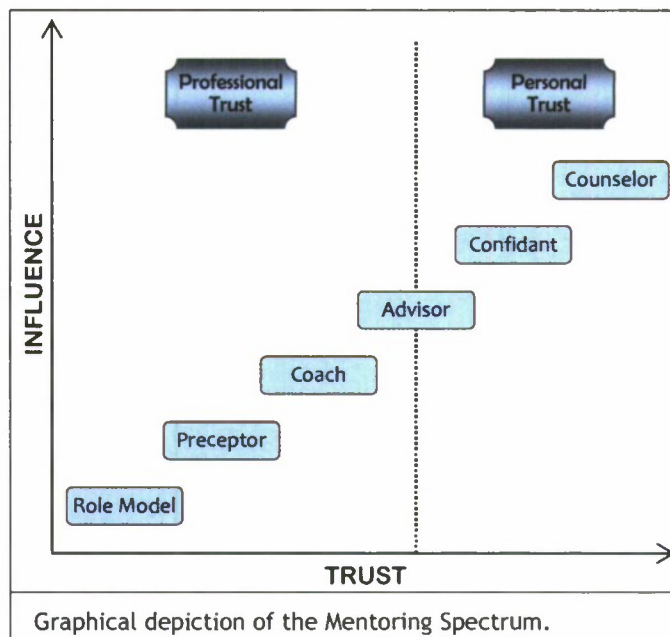 Professional
Trust
Personal
Trust
Counselor
Confidant
Advisor
Coach
Preceptor
Role Model
INFLUENCE
TRUST
Graphical depiction of the Mentoring Spectrum.